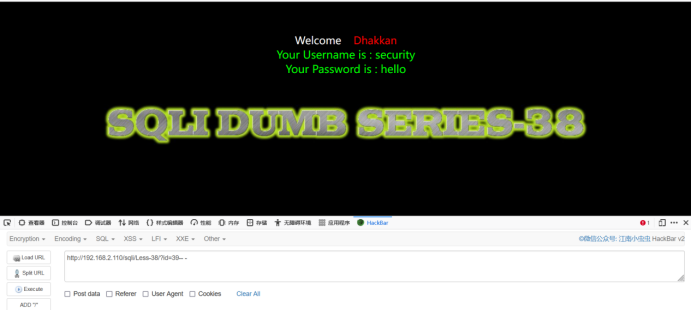 Welcome Dhakkan
Your Username is : security
Your Password is : hello
SQLI DUMB SERIES-38
查看器 控制台 调试器 网络 {} 样式编辑器 性能 内存 存储 无障碍环境 应用程序 HackBar 1
Encryption Encoding SQL XSS LFI XXE Other ©微信公众号: 江南小虫虫 HackBar v2
Load URL http://192.168.2.110/sqli/Less-38/?id=39-- -
Split URL
Execute Post data Referer User Agent Cookies Clear All
ADD "/"